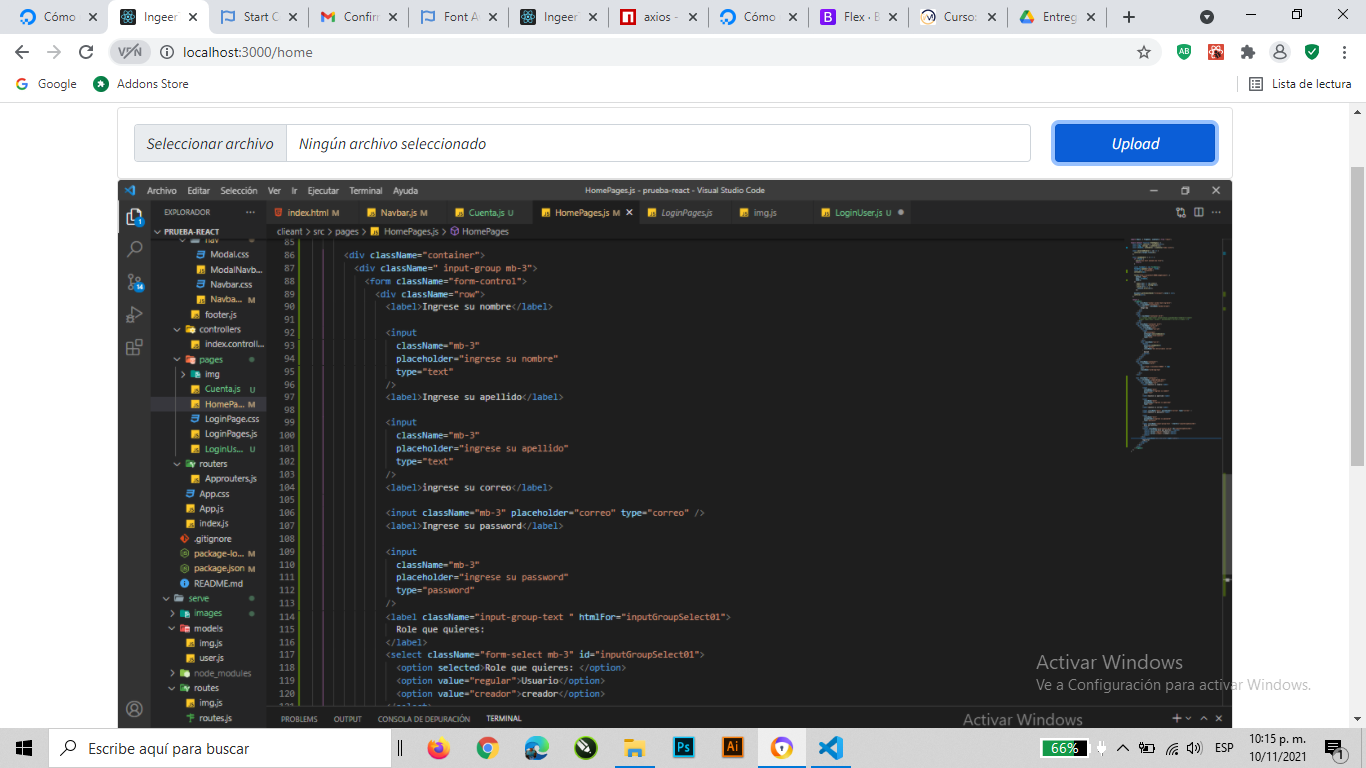 Cómo
Ingeer
Start C
Confirm
Font A
Ingeer
axios -
Cómo
Flex · B
Curso:
Entreg
VPN
localhost:3000/home
Google
Addons Store
Lista de lectura
Seleccionar archivo
Ningún archivo seleccionado
Upload
Archivo Editar Selección Ver Ir Ejecutar Terminal Ayuda
HomePages.js - prueba-react - Visual Studio Code
EXPLORADOR
index.html M
Navbar.js M
Cuenta.js U
HomePages.js M
LoginPages.js
img.js
LoginUser.js U
PRUEBA-REACT
clieant > src > pages > HomePages.js > HomePages
nav
Modal.css
ModalNavb...
Navbar.css
Navba... M
footer.js
controllers
index.controll...
pages
img
Cuenta.js U
HomePa... M
LoginPage.css
LoginPages.js
LoginUs... U
routers
Approuters.js
App.css
App.js
index.js
.gitignore
package-lo... M
package.json M
README.md
serve
images
models
img.js
user.js
node_modules
routes
img.js
routes.js
85
86 <div className="container">
87 <div className=" input-group mb-3">
88 <form className="form-control">
89 <div className="row">
90 <label>Ingrese su nombre</label>
91
92 <input
93 className="mb-3"
94 placeholder="ingrese su nombre"
95 type="text"
96 />
97 <label>Ingrese su apellido</label>
98
99 <input
100 className="mb-3"
101 placeholder="ingrese su apellido"
102 type="text"
103 />
104 <label>ingrese su correo</label>
105
106 <input className="mb-3" placeholder="correo" type="correo" />
107 <label>Ingrese su password</label>
108
109 <input
110 className="mb-3"
111 placeholder="ingrese su password"
112 type="password"
113 />
114 <label className="input-group-text " htmlFor="inputGroupSelect01">
115 Role que quieres:
116 </label>
117 <select className="form-select mb-3" id="inputGroupSelect01">
118 <option selected>Role que quieres: </option>
119 <option value="regular">Usuario</option>
120 <option value="creador">creador</option>
121 </select>
PROBLEMS OUTPUT CONSOLA DE DEPURACIÓN TERMINAL
Activar Windows
Activar Windows
Ve a Configuración para activar Windows.
Escribe aquí para buscar
66%
ESP
10:15 p. m.
10/11/2021
1